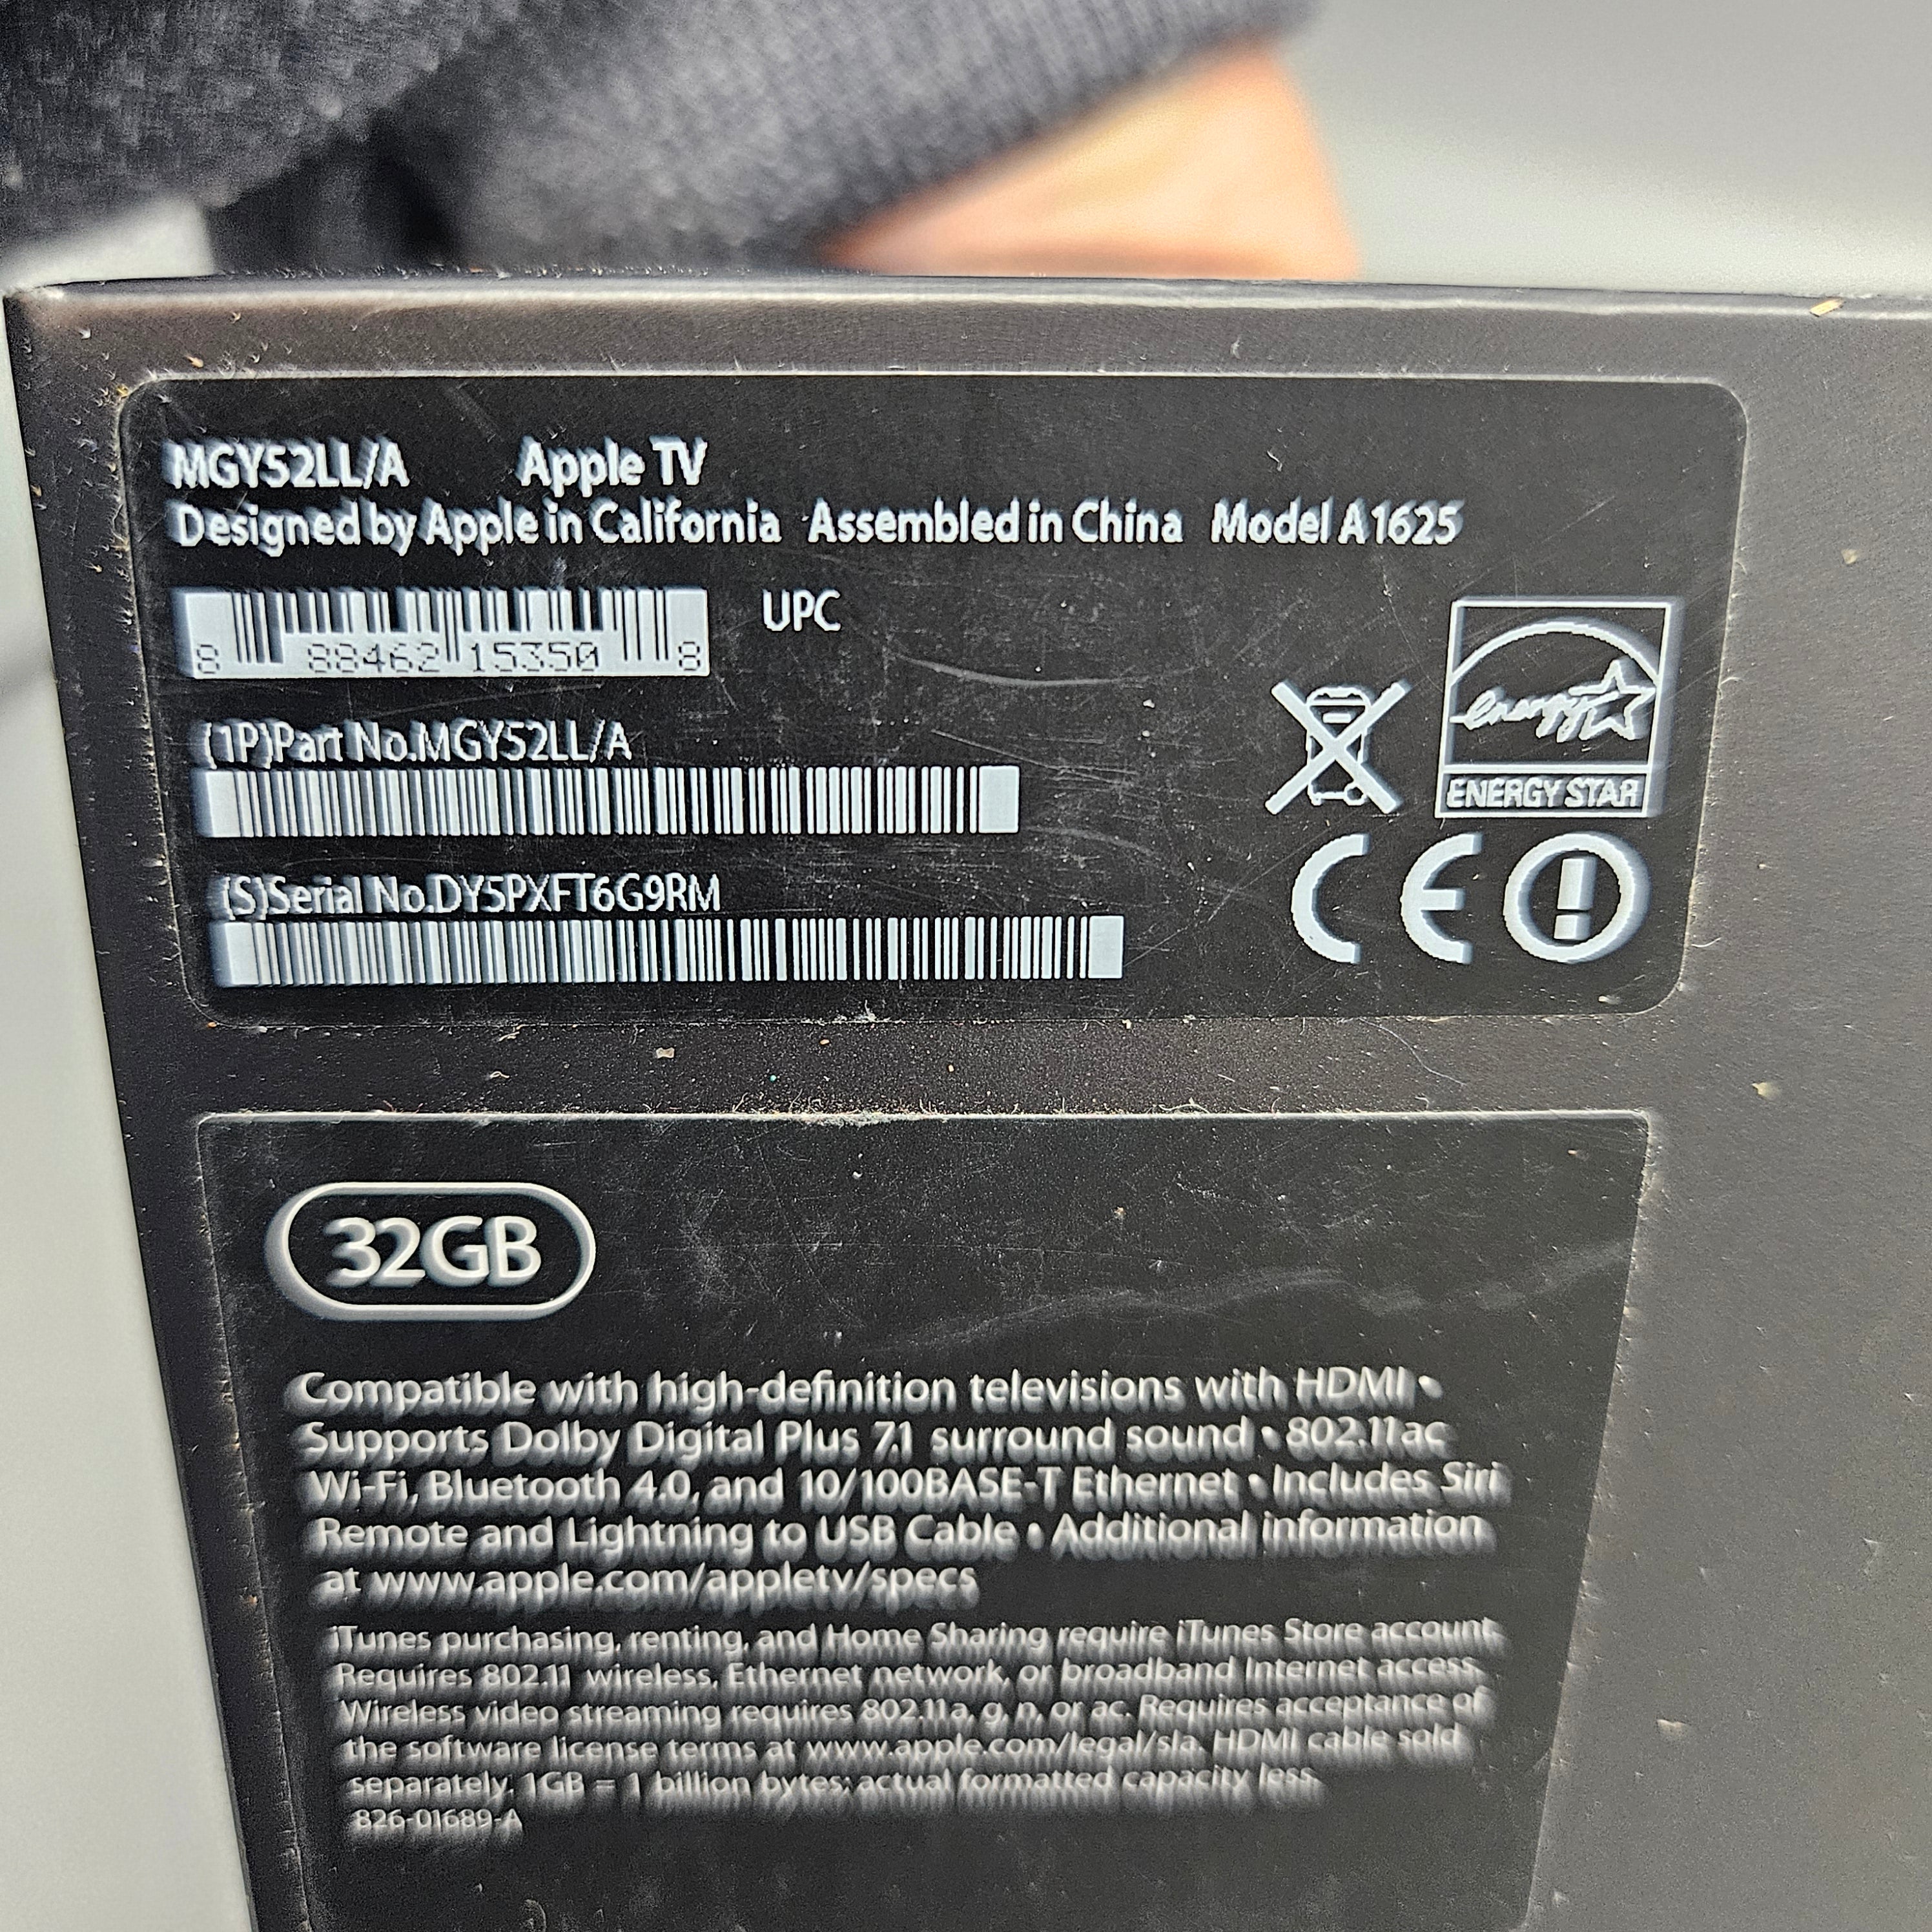 MGY52LL/A Apple TV
Designed by Apple in California Assembled in China Model A1625
8 88462 15350 8 UPC
(1P)Part No.MGY52LL/A
energy
ENERGY STAR
(S)Serial No.DY5PXFT6G9RM
CE
32GB
Compatible with high-definition televisions with HDMI •
Supports Dolby Digital Plus 7.1 surround sound • 802.11ac
Wi-Fi, Bluetooth 4.0, and 10/100BASE-T Ethernet • Includes Siri
Remote and Lightning to USB Cable • Additional information
at www.apple.com/appletv/specs
iTunes purchasing, renting, and Home Sharing require iTunes Store account.
Requires 802.11 wireless, Ethernet network, or broadband Internet access.
Wireless video streaming requires 802.11a, g, n, or ac. Requires acceptance of
the software license terms at www.apple.com/legal/sla. HDMI cable sold
separately. 1GB = 1 billion bytes; actual formatted capacity less.
826-01689-A